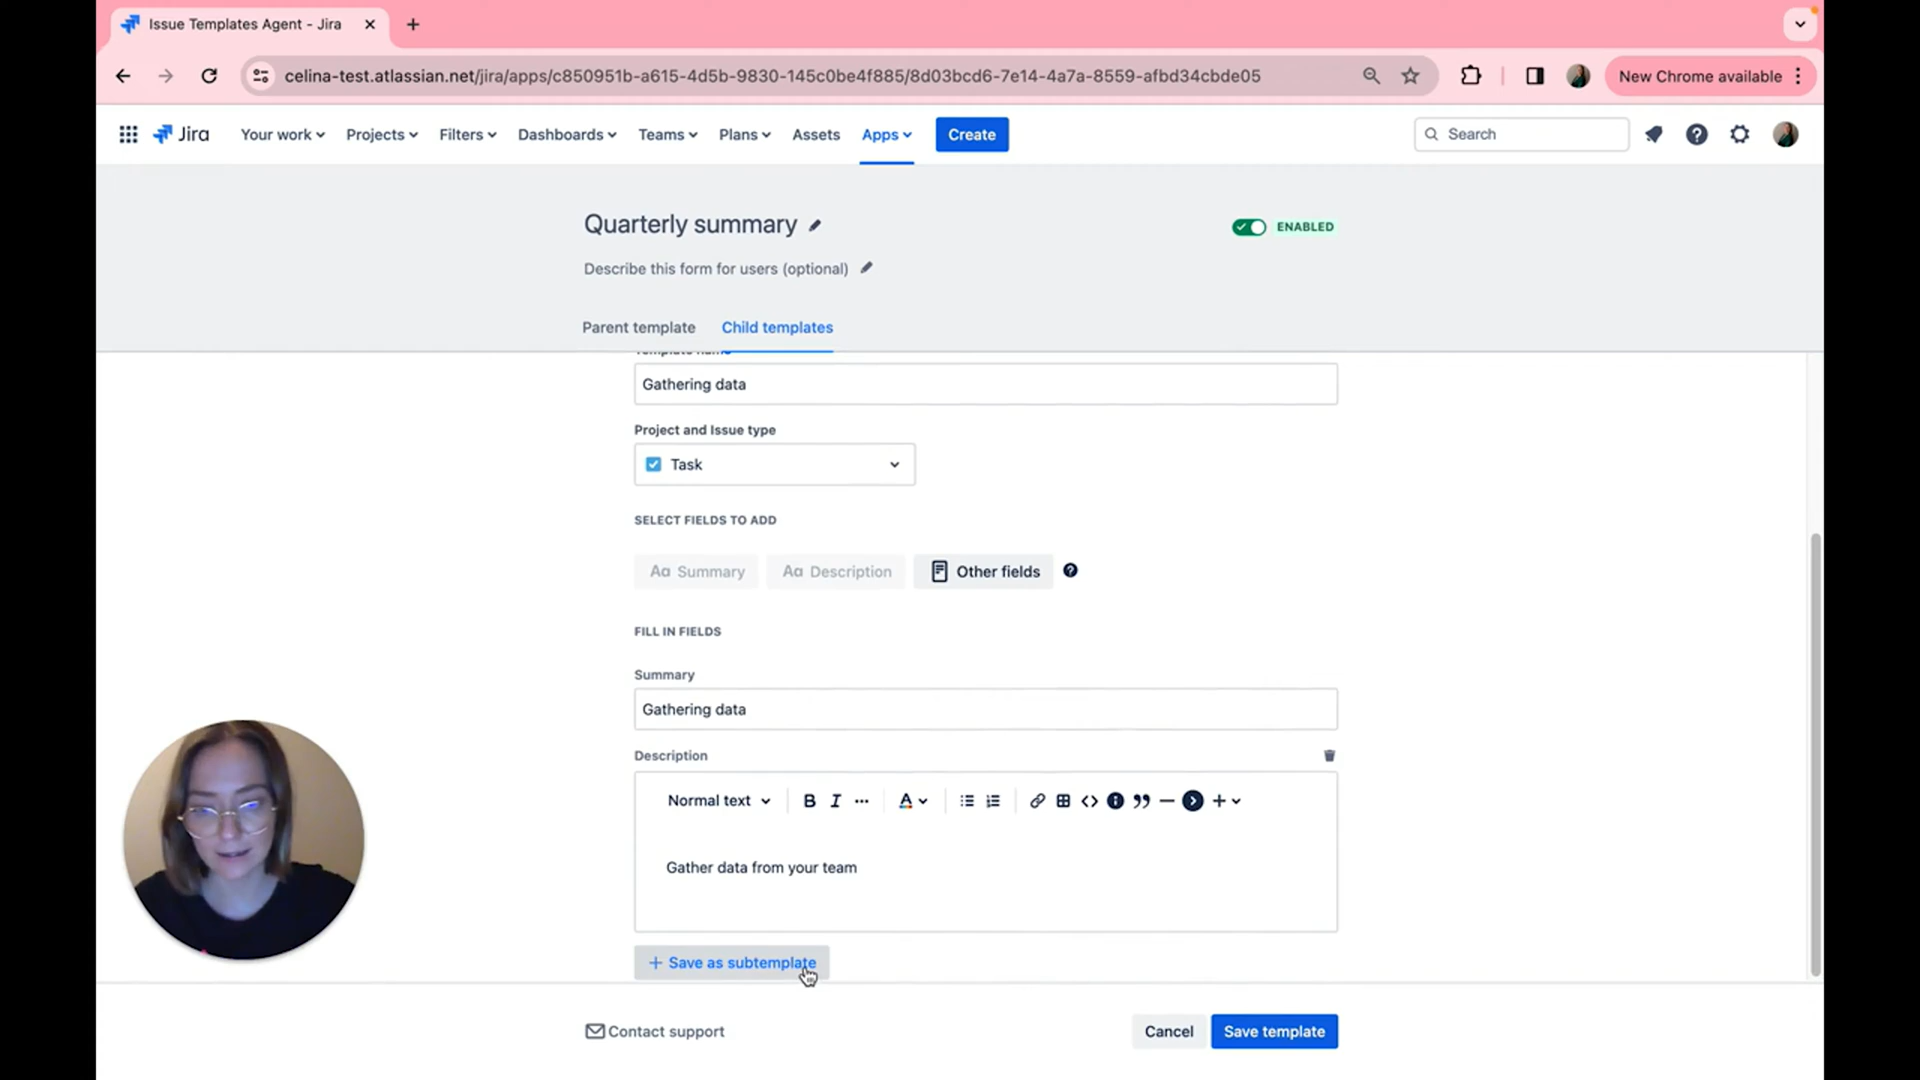 Issue Templates Agent - Jira
celina-test.atlassian.net/jira/apps/c850951b-a615-4d5b-9830-145c0be4f885/8d03bcd6-7e14-4a7a-8559-afbd34cbde05
New Chrome available
Jira
Your work
Projects
Filters
Dashboards
Teams
Plans
Assets
Apps
Create
Search
Quarterly summary
ENABLED
Describe this form for users (optional)
Parent template
Child templates
Template name
Gathering data
Project and Issue type
Task
SELECT FIELDS TO ADD
Aa Summary
Aa Description
Other fields
FILL IN FIELDS
Summary
Gathering data
Description
Normal text
Gather data from your team
+ Save as subtemplate
Contact support
Cancel
Save template